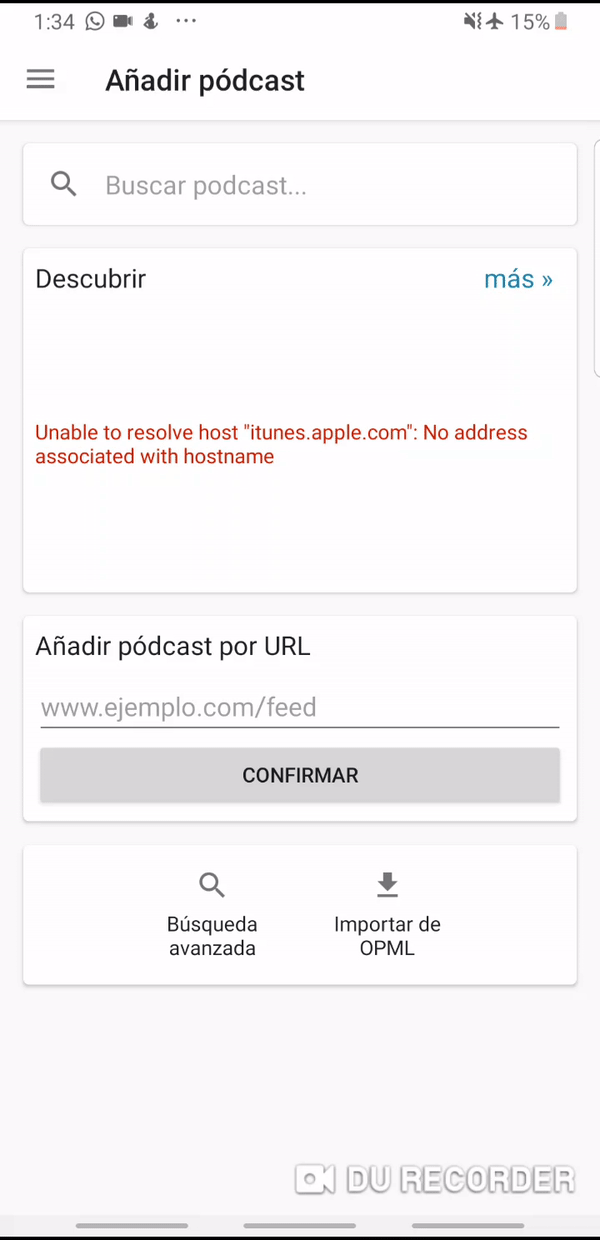 1:34 15%
Añadir pódcast
Buscar podcast...
Descubrir más »
Unable to resolve host "itunes.apple.com": No address
associated with hostname
Añadir pódcast por URL
www.ejemplo.com/feed
CONFIRMAR
Búsqueda
avanzada
Importar de
OPML
DU RECORDER